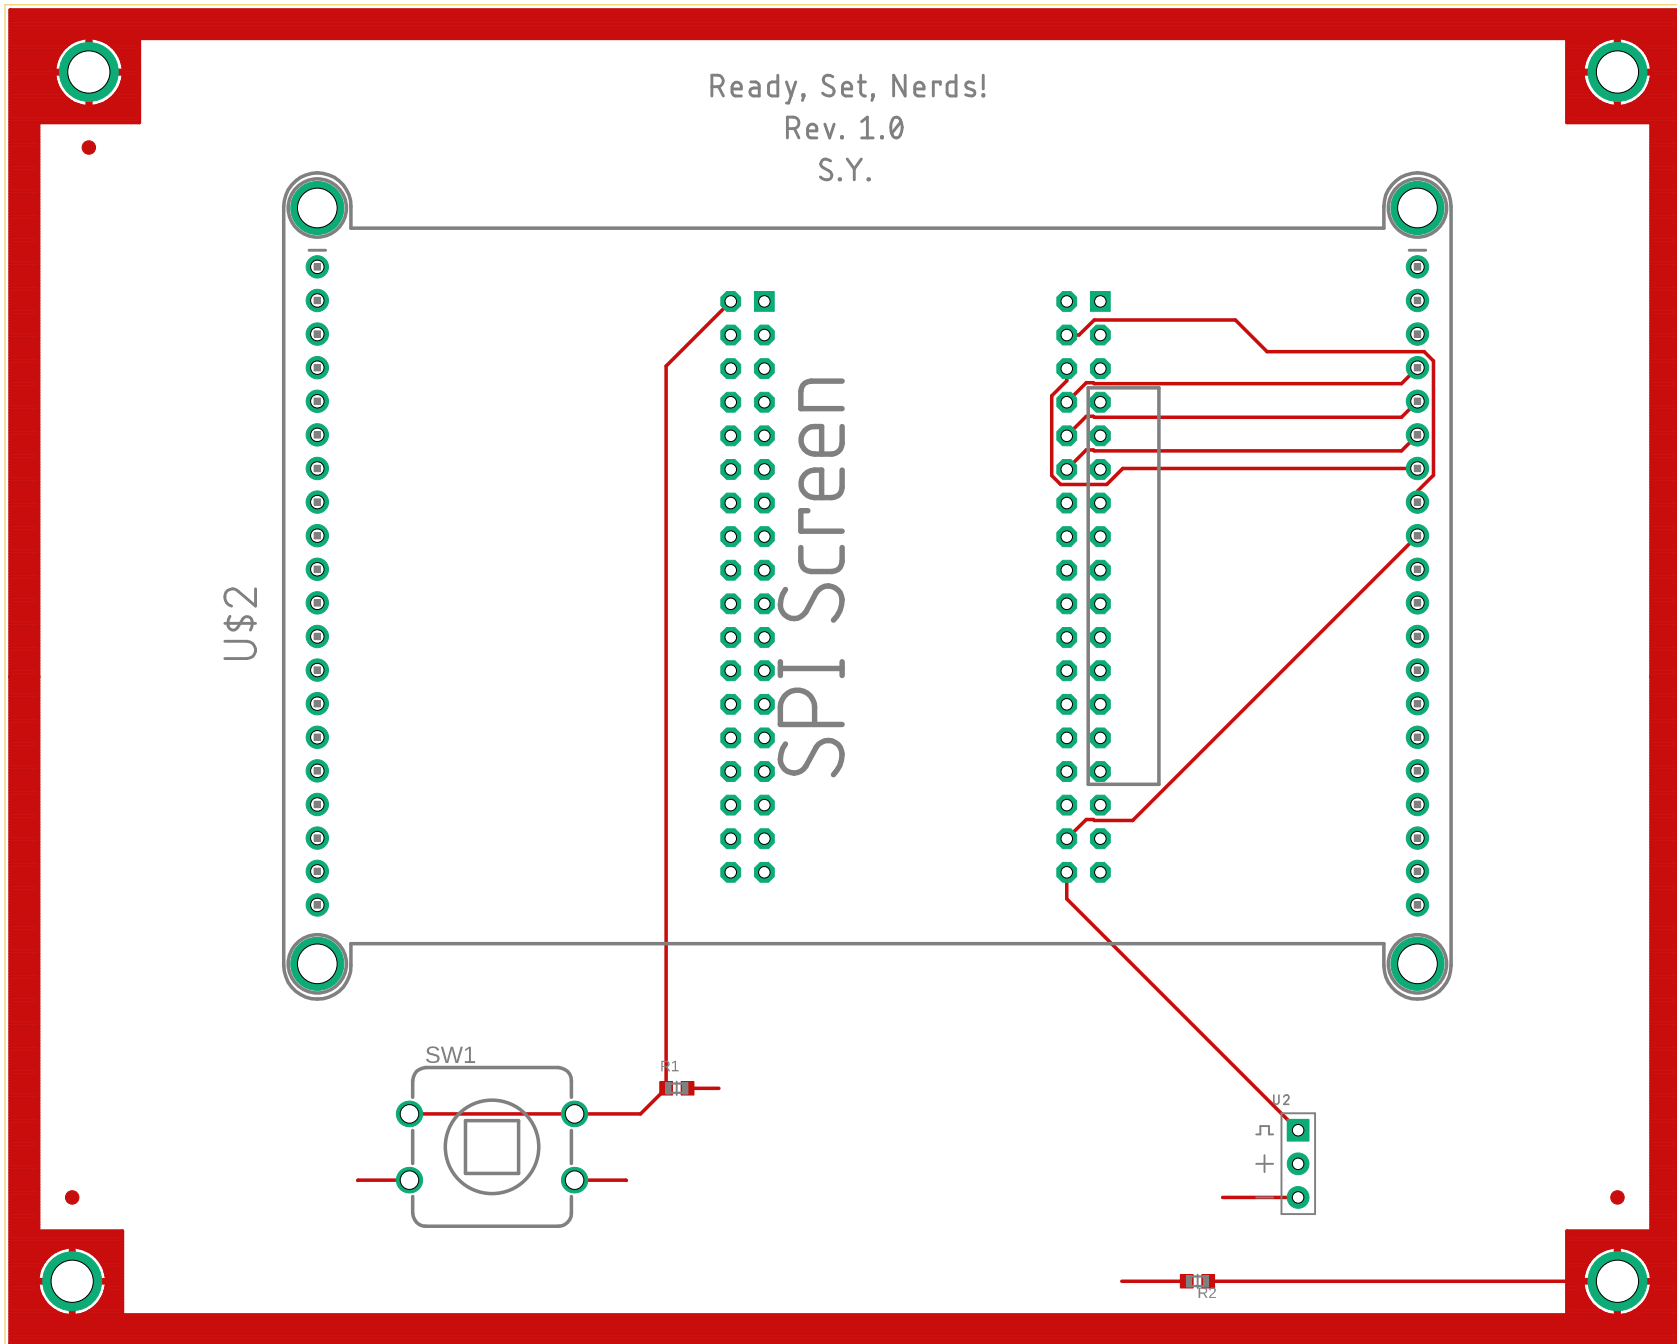 Ready, Set, Nerds!
Rev. 1.0
S.Y.
U$2
SPI Screen
SW1
R1
U2
R2